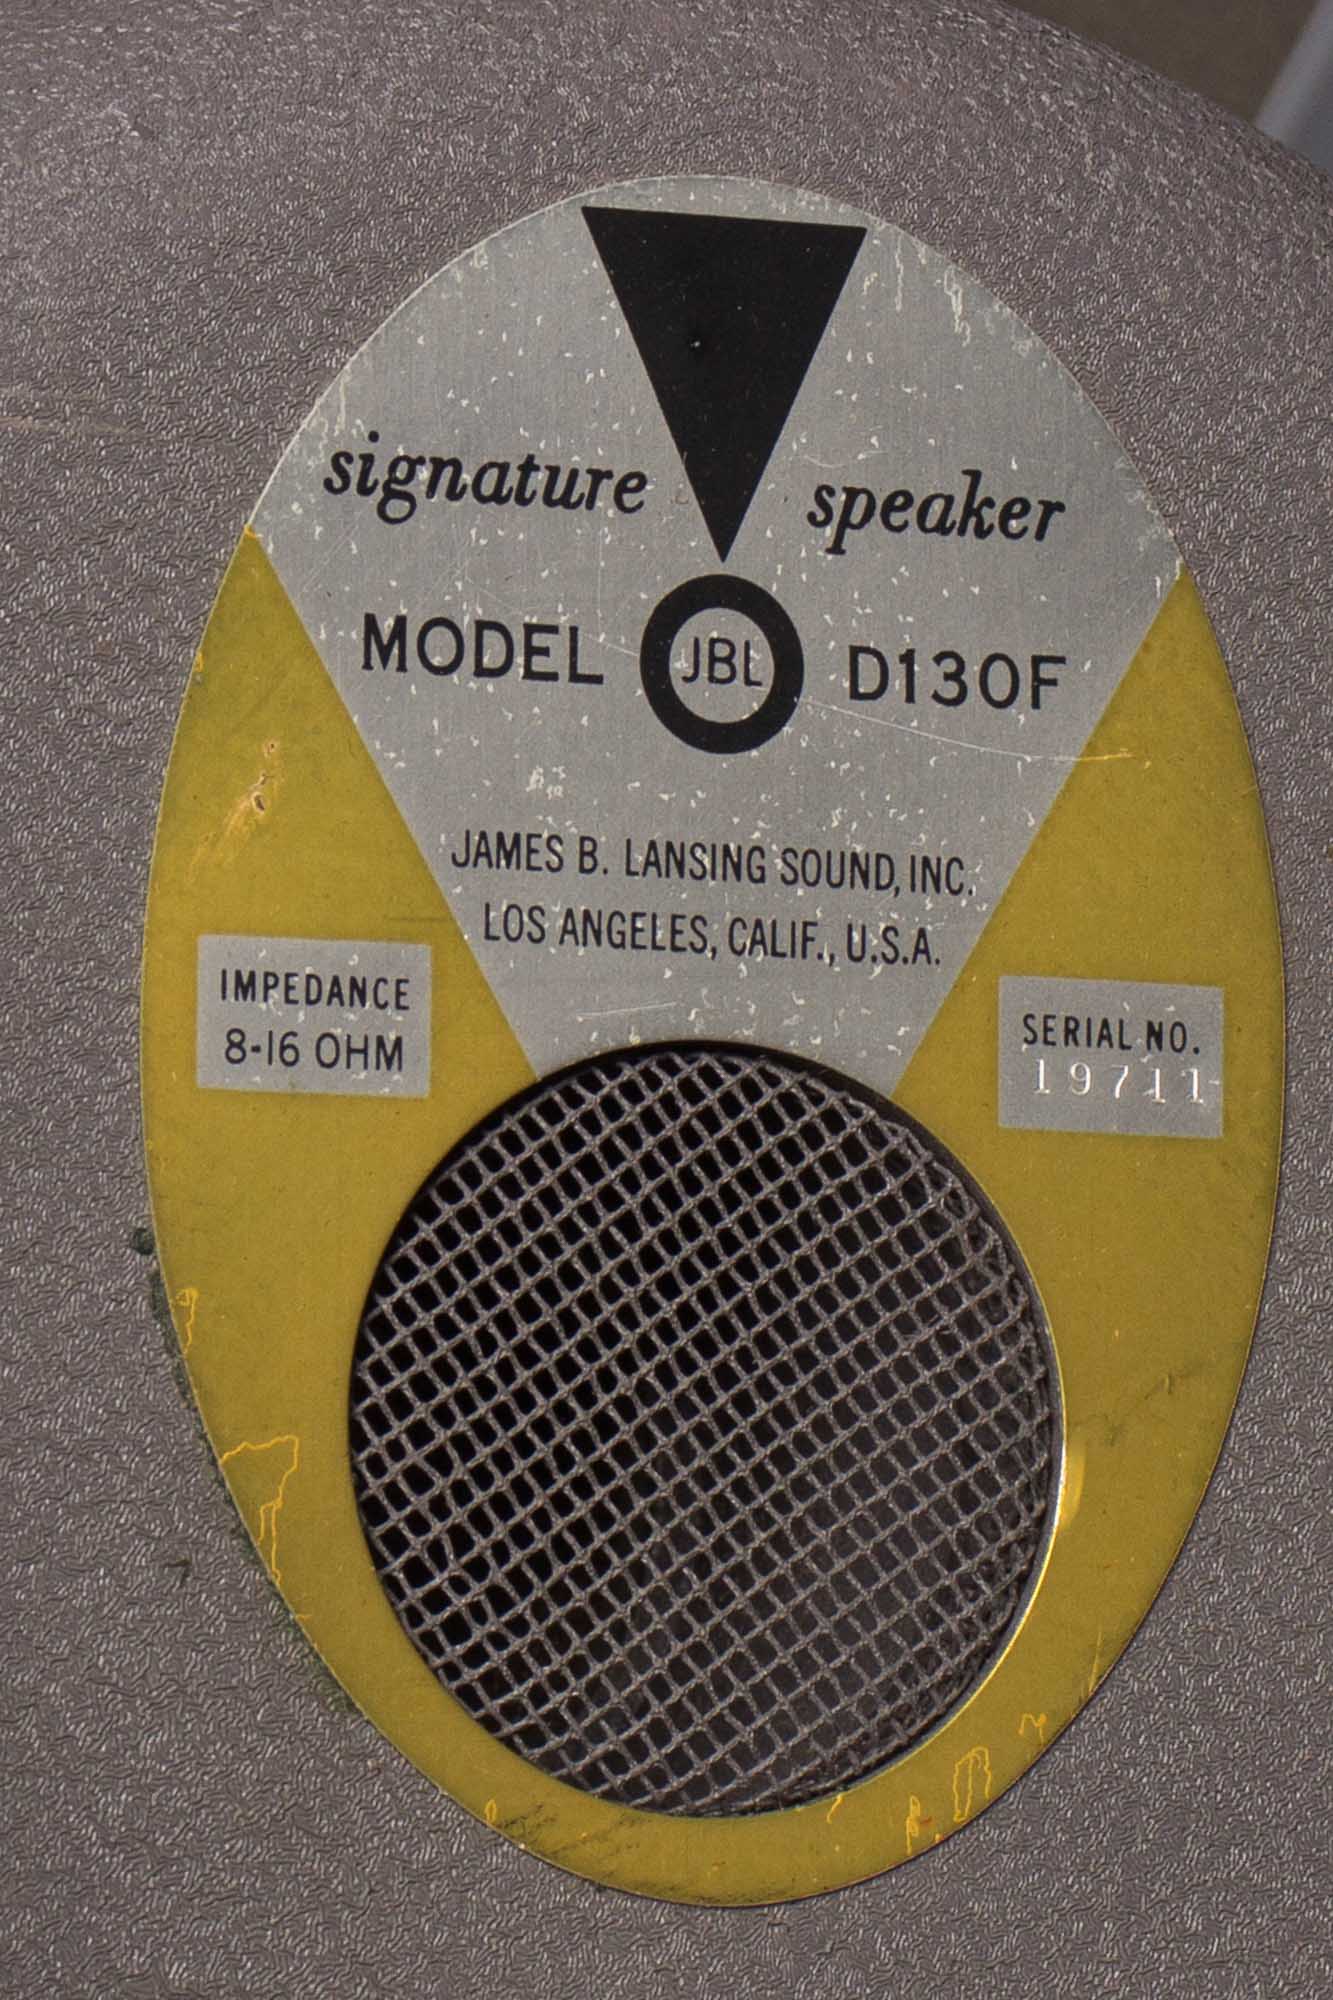 signature speaker
MODEL JBL D130F
JAMES B. LANSING SOUND, INC.
LOS ANGELES, CALIF., U.S.A.
IMPEDANCE
8-16 OHM
SERIAL NO.
19711